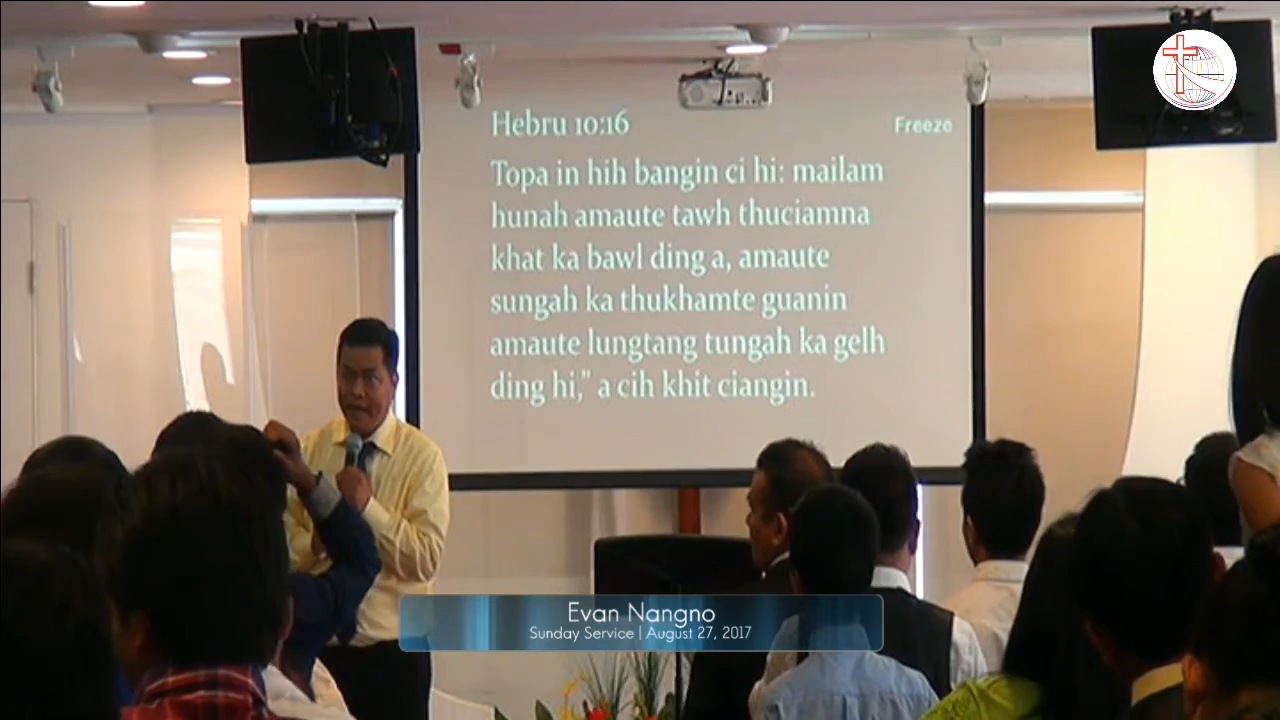 Hebru 10:16
Freeze
Topa in hih bangin ci hi: mailam
hunah amaute tawh thuciamna
khat ka bawl ding a, amaute
sungah ka thukhamte guanin
amaute lungtang tungah ka gelh
ding hi,” a cih khit ciangin.
Evan Nangno
Sunday Service | August 27, 2017